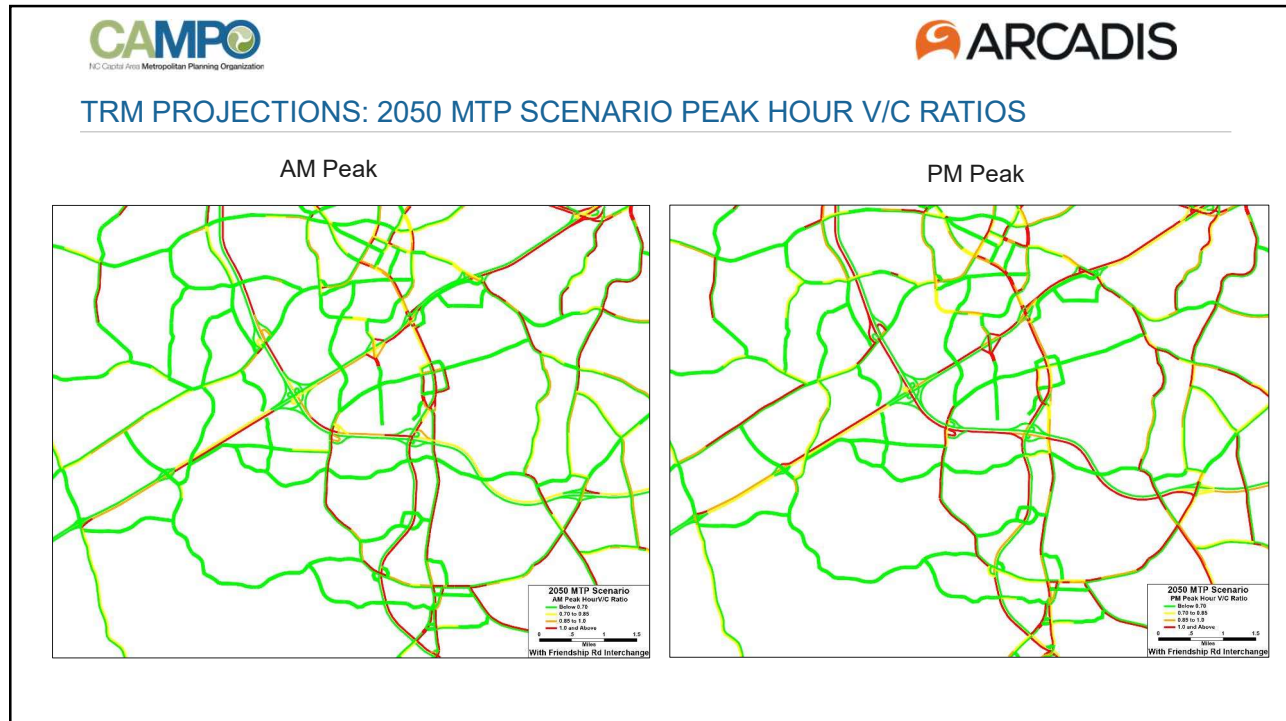 CAMPO
NC Capital Area Metropolitan Planning Organization
ARCADIS
TRM PROJECTIONS: 2050 MTP SCENARIO PEAK HOUR V/C RATIOS
AM Peak
PM Peak
2050 MTP Scenario
AM Peak HourV/C Ratio
Below 0.70
0.70 to 0.85
0.85 to 1.0
1.0 and Above
0 .5 1 1.5
Miles
With Friendship Rd Interchange
2050 MTP Scenario
PM Peak HourV/C Ratio
Below 0.70
0.70 to 0.85
0.85 to 1.0
1.0 and Above
0 .5 1 1.5
Miles
With Friendship Rd Interchange